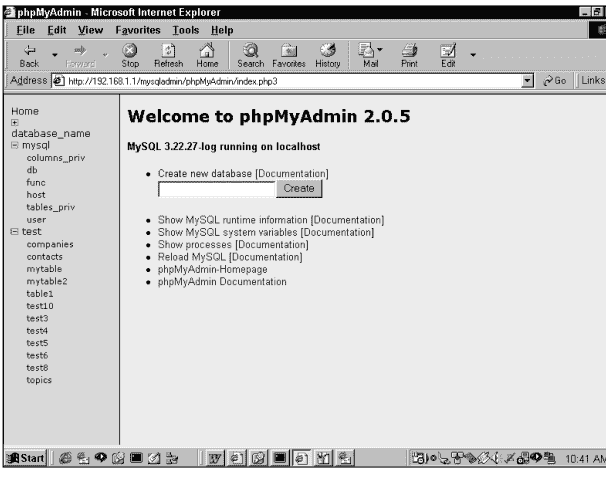 phpMyAdmin - Microsoft Internet Explorer
File Edit View Favorites Tools Help
Back Forward Stop Refresh Home Search Favorites History Mail Print Edit
Address http://192.168.1.1/mysqladmin/phpMyAdmin/index.php3 Go Links
Home
database_name
mysql
columns_priv
db
func
host
tables_priv
user
test
companies
contacts
mytable
mytable2
table1
test10
test3
test4
test5
test6
test8
topics
Welcome to phpMyAdmin 2.0.5
MySQL 3.22.27-log running on localhost
Create new database [Documentation]
Create
Show MySQL runtime information [Documentation]
Show MySQL system variables [Documentation]
Show processes [Documentation]
Reload MySQL [Documentation]
phpMyAdmin-Homepage
phpMyAdmin Documentation
Start 10:41 AM